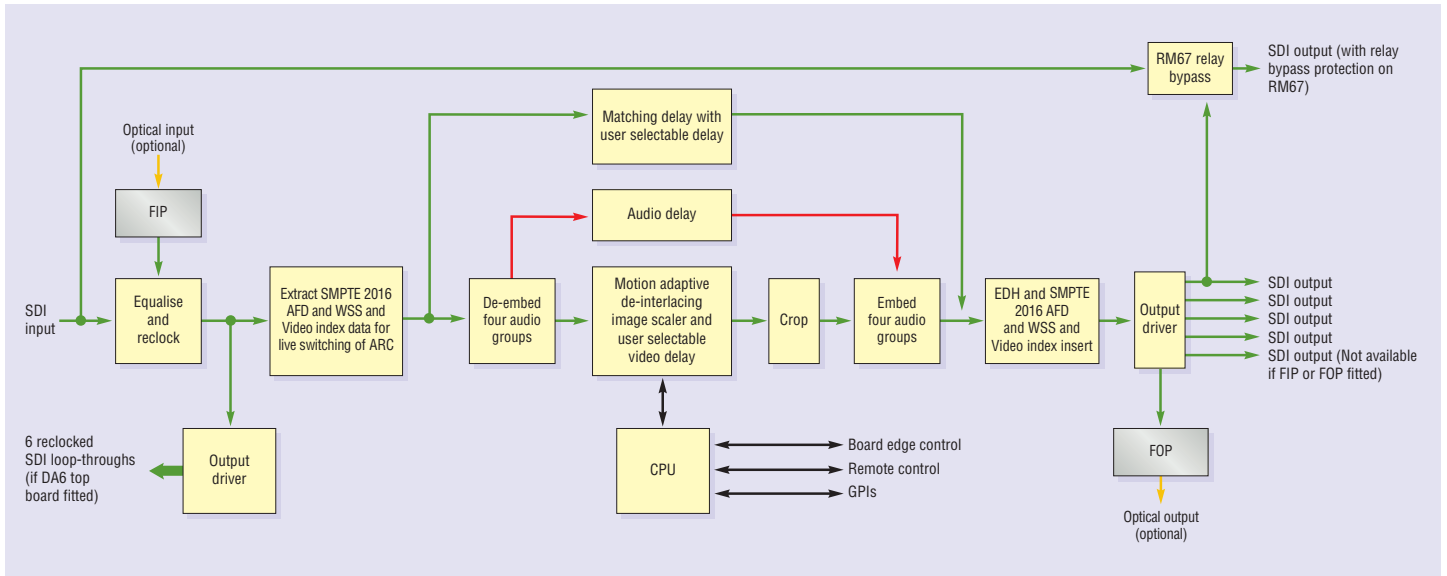 RM67 relay
bypass
SDI output (with relay
bypass protection on
RM67)
Matching delay with
user selectable delay
Optical input
(optional)
FIP
Audio delay
SDI
input
Equalise
and
reclock
Extract SMPTE 2016
AFD and WSS and
Video index data for
live switching of ARC
De-embed
four audio
groups
Motion adaptive
de-interlacing
image scaler and
user selectable
video delay
Crop
Embed
four audio
groups
EDH and SMPTE
2016 AFD
and WSS and
Video index insert
Output
driver
SDI output
SDI output
SDI output
SDI output
SDI output (Not available
if FIP or FOP fitted)
6 reclocked
SDI loop-throughs
(if DA6 top
board fitted)
Output
driver
CPU
Board edge control
Remote control
GPIs
FOP
Optical output
(optional)